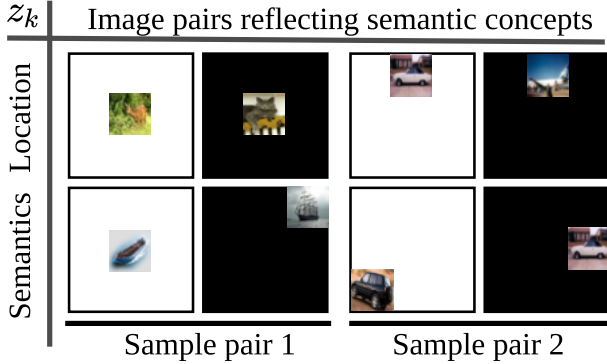 z_k Image pairs reflecting semantic concepts
Location
Semantics
Sample pair 1 Sample pair 2